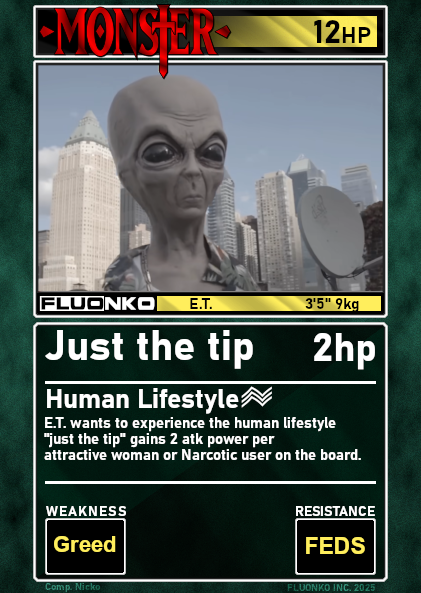 MONSTER
12HP
FLUONKO E.T. 3'5" 9kg
Just the tip 2hp
Human Lifestyle
E.T. wants to experience the human lifestyle
"just the tip" gains 2 atk power per
attractive woman or Narcotic user on the board.
WEAKNESS RESISTANCE
Greed FEDS
Comp. Nicko FLUONKO INC. 2025